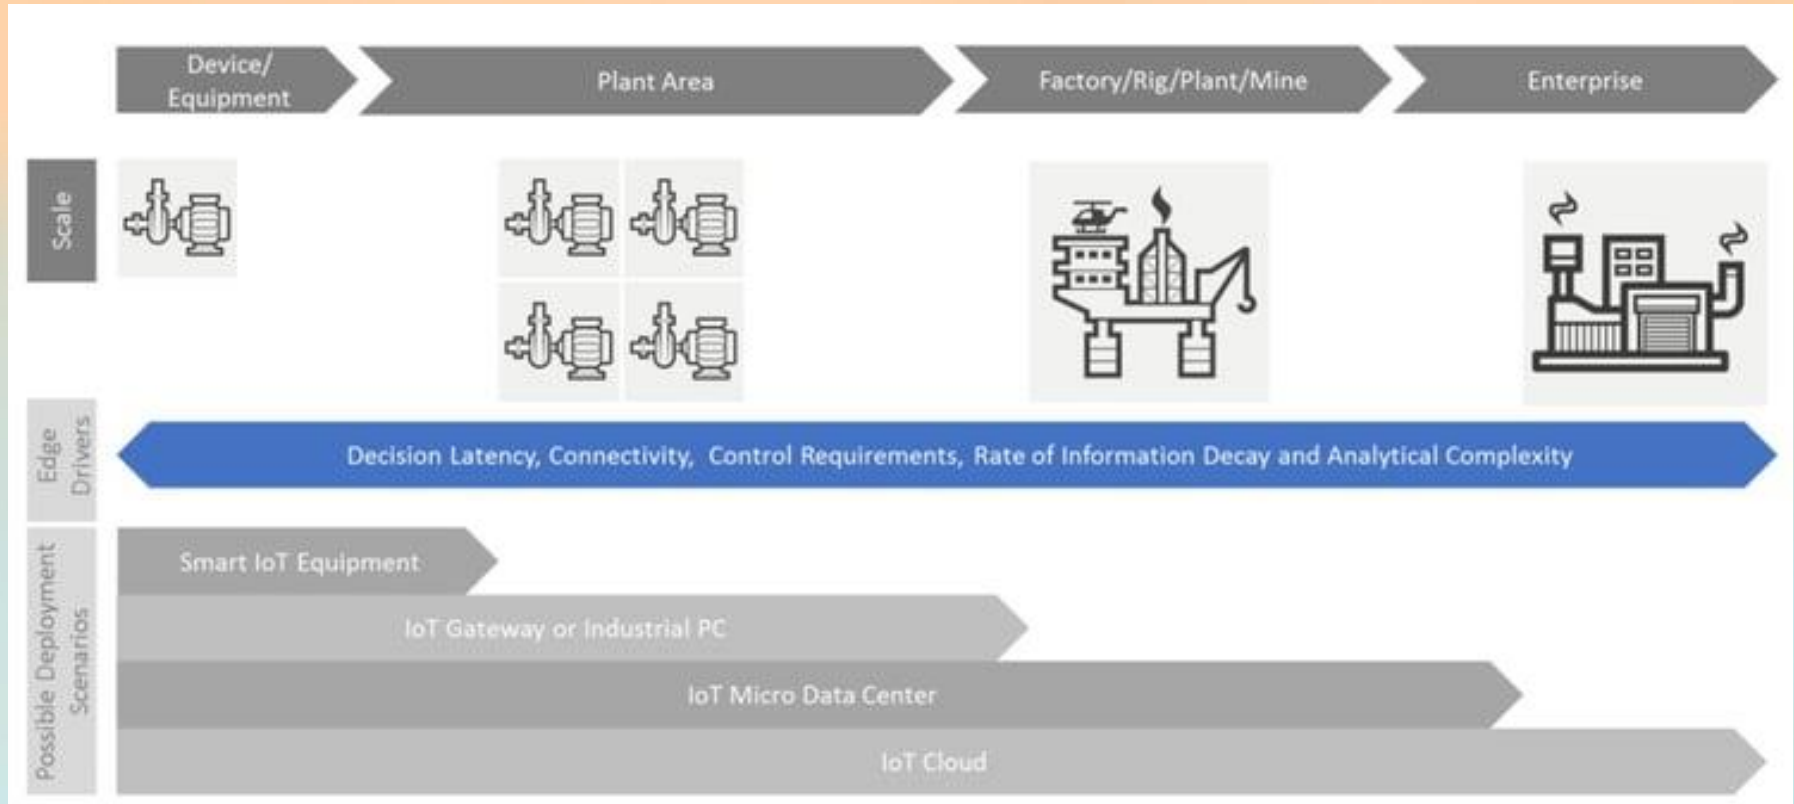 Device/
Equipment
Plant Area
Factory/Rig/Plant/Mine
Enterprise
Scale
Edge
Drivers
Decision Latency, Connectivity, Control Requirements, Rate of Information Decay and Analytical Complexity
Possible Deployment
Scenarios
Smart IoT Equipment
IoT Gateway or Industrial PC
IoT Micro Data Center
IoT Cloud